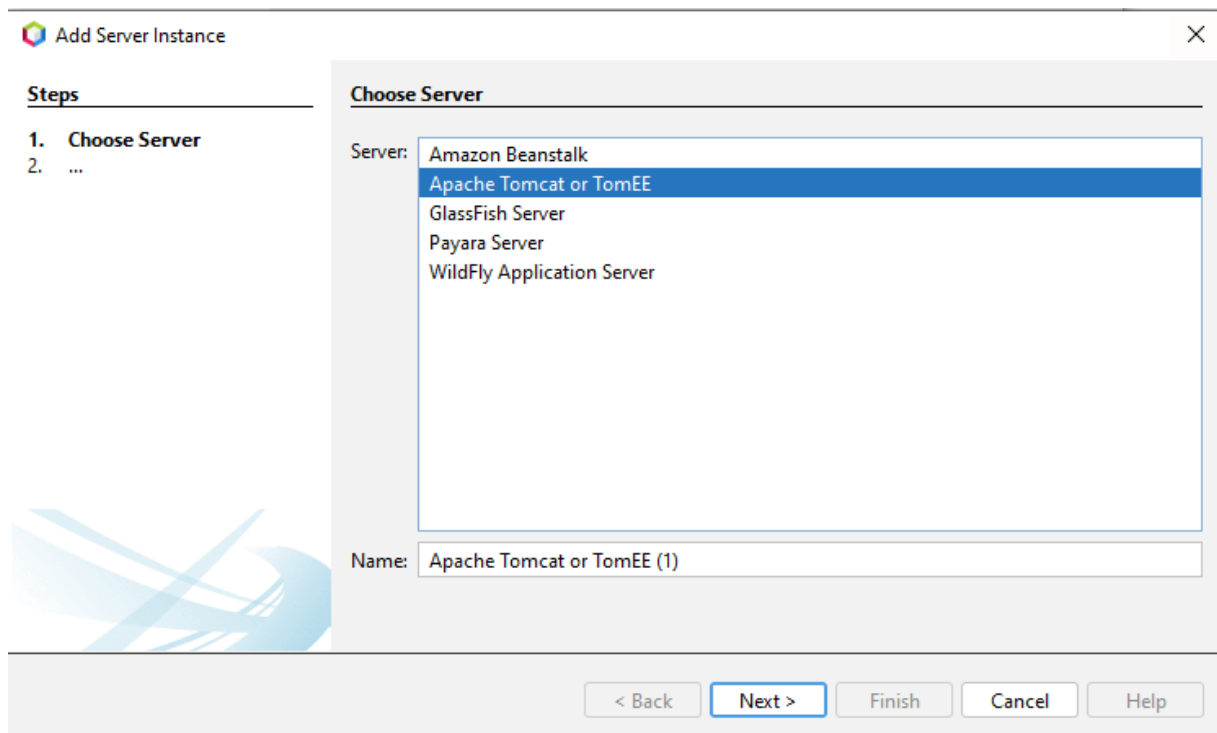 Add Server Instance
Steps
1. Choose Server
2. ...
Choose Server
Server:
Amazon Beanstalk
Apache Tomcat or TomEE
GlassFish Server
Payara Server
WildFly Application Server
Name: Apache Tomcat or TomEE (1)
< Back Next > Finish Cancel Help